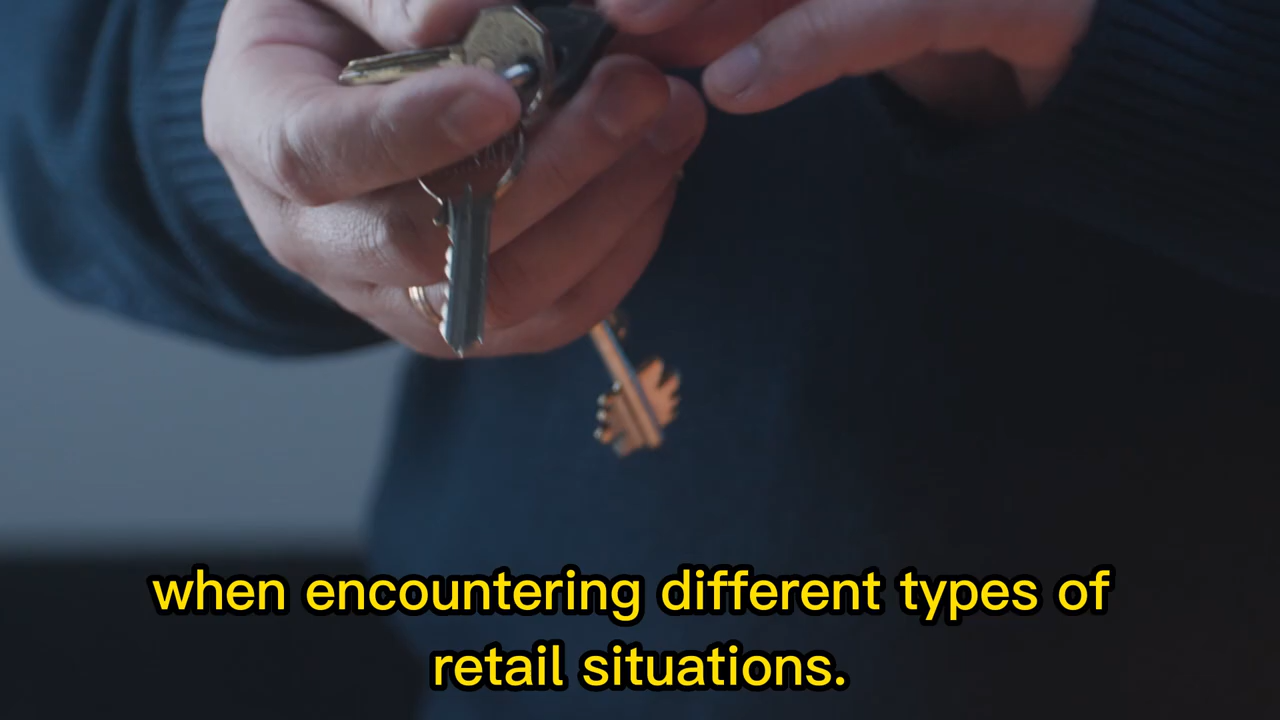 when encountering different types of
retail situations.